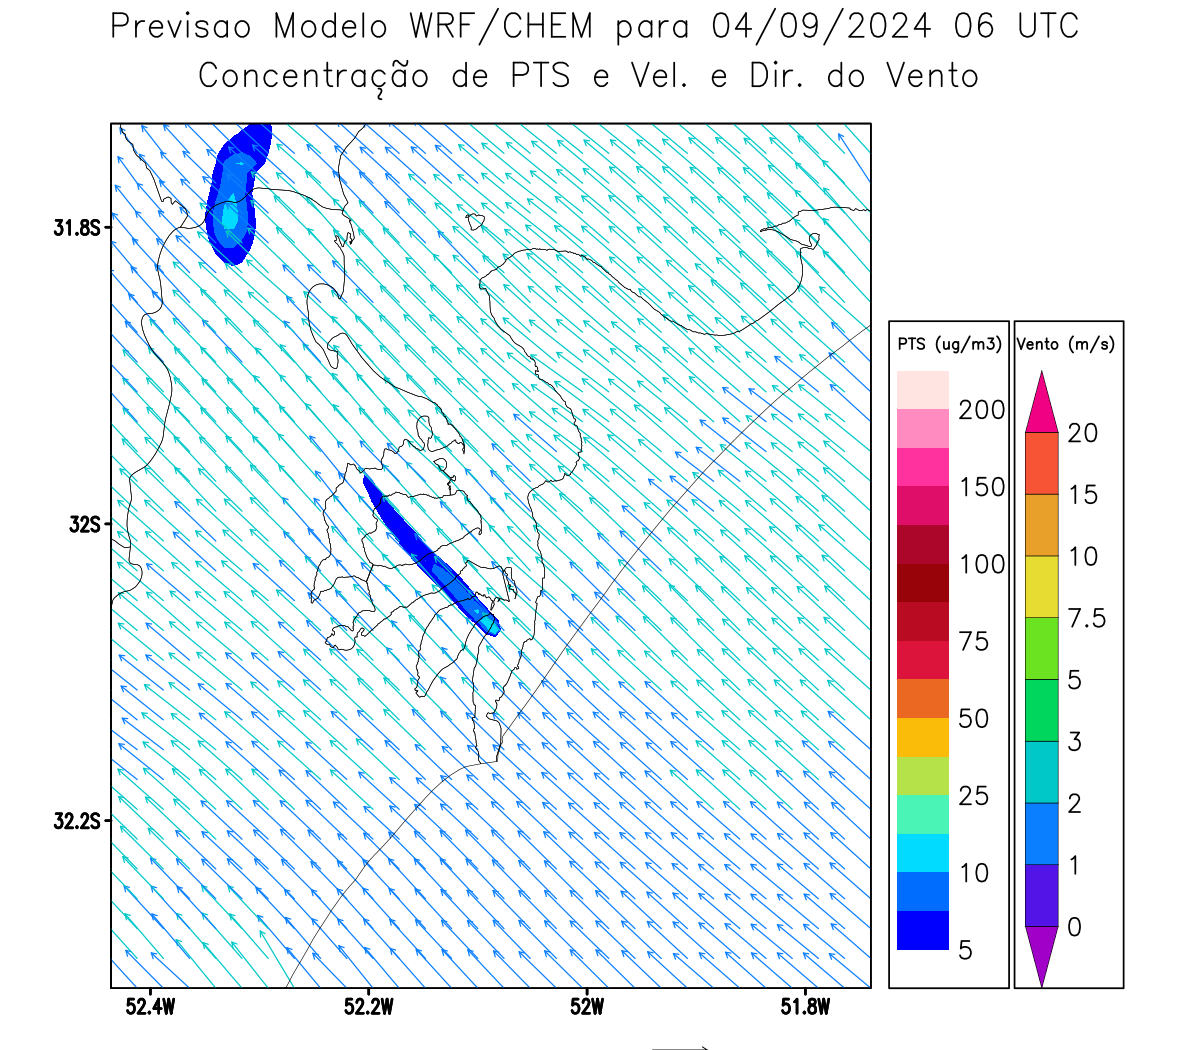 Previsao Modelo WRF/CHEM para 04/09/2024 06 UTC
Concentração de PTS e Vel. e Dir. do Vento
31.8S
32S
32.2S
52.4W 52.2W 52W 51.8W
PTS (ug/m3)
200
150
100
75
50
25
10
5
Vento (m/s)
20
15
10
7.5
5
3
2
1
0